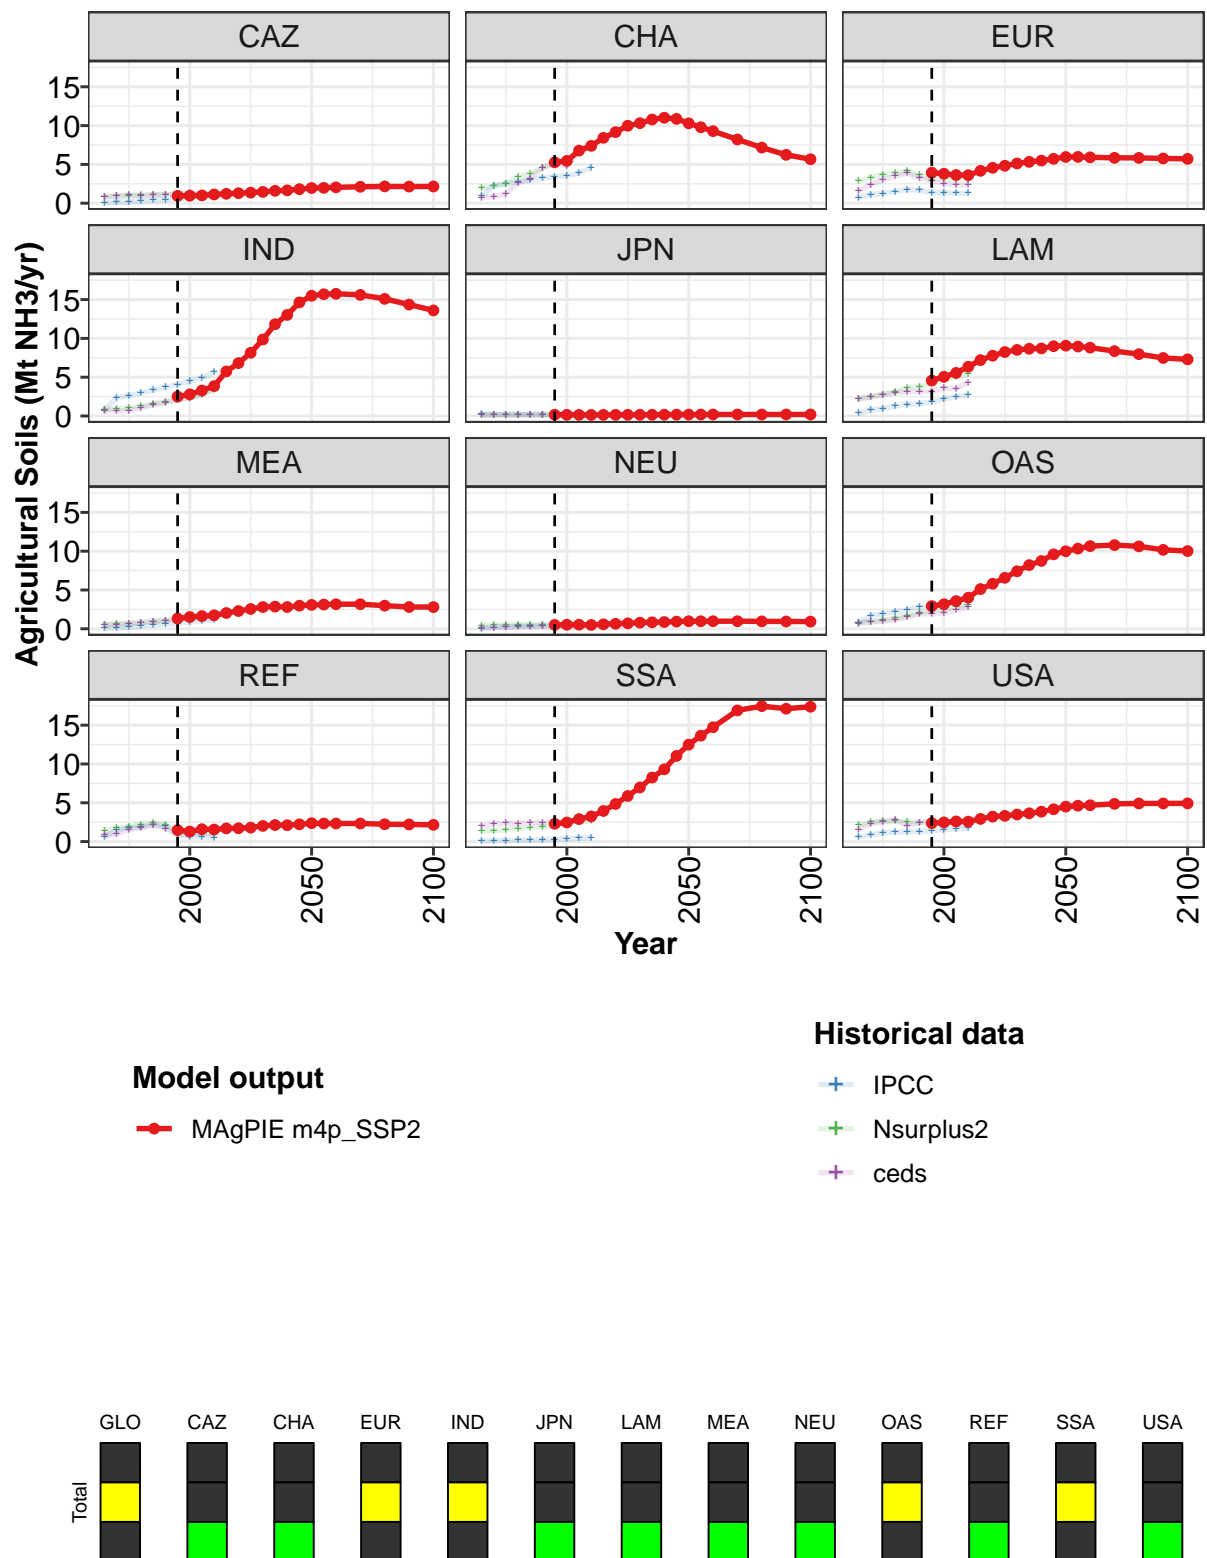 CAZ CHA EUR
15
10
5
0
IND JPN LAM
15
10
5
0
MEA NEU OAS
15
10
5
0
REF SSA USA
15
10
5
0
Agricultural Soils (Mt NH3/yr)
2000 2050 2100 2000 2050 2100 2000 2050 2100
Year
Model output
MAgPIE m4p_SSP2
Historical data
IPCC
Nsurplus2
ceds
GLO CAZ CHA EUR IND JPN LAM MEA NEU OAS REF SSA USA
Total